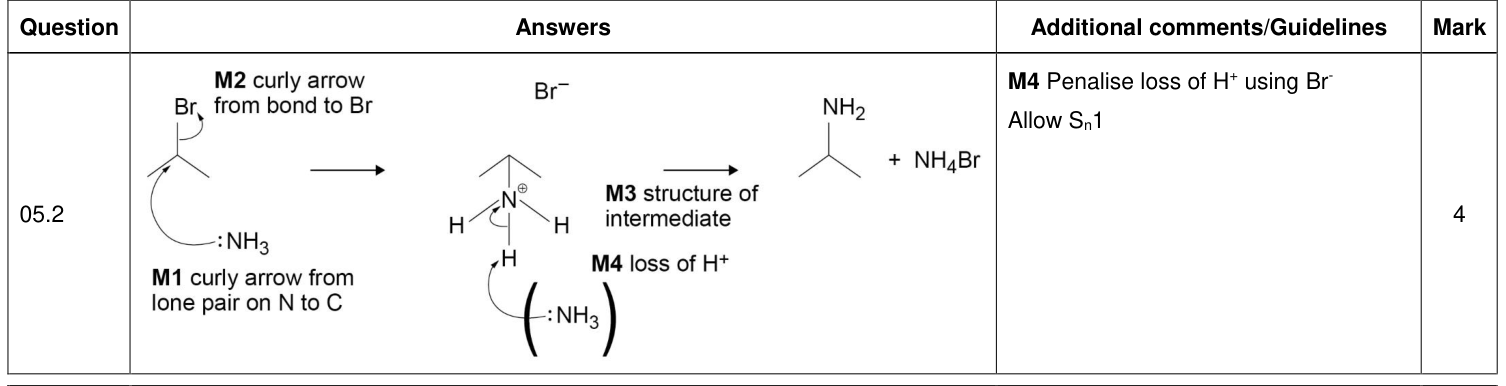 Question Answers Additional comments/Guidelines Mark
05.2
M2 curly arrow
from bond to Br
Br
:NH₃
M1 curly arrow from
lone pair on N to C
Br⁻
N⊕
H H
H
(:NH₃)
M3 structure of
intermediate
M4 loss of H⁺
NH₂
+ NH₄Br
M4 Penalise loss of H⁺ using Br⁻
Allow Sₙ1
4